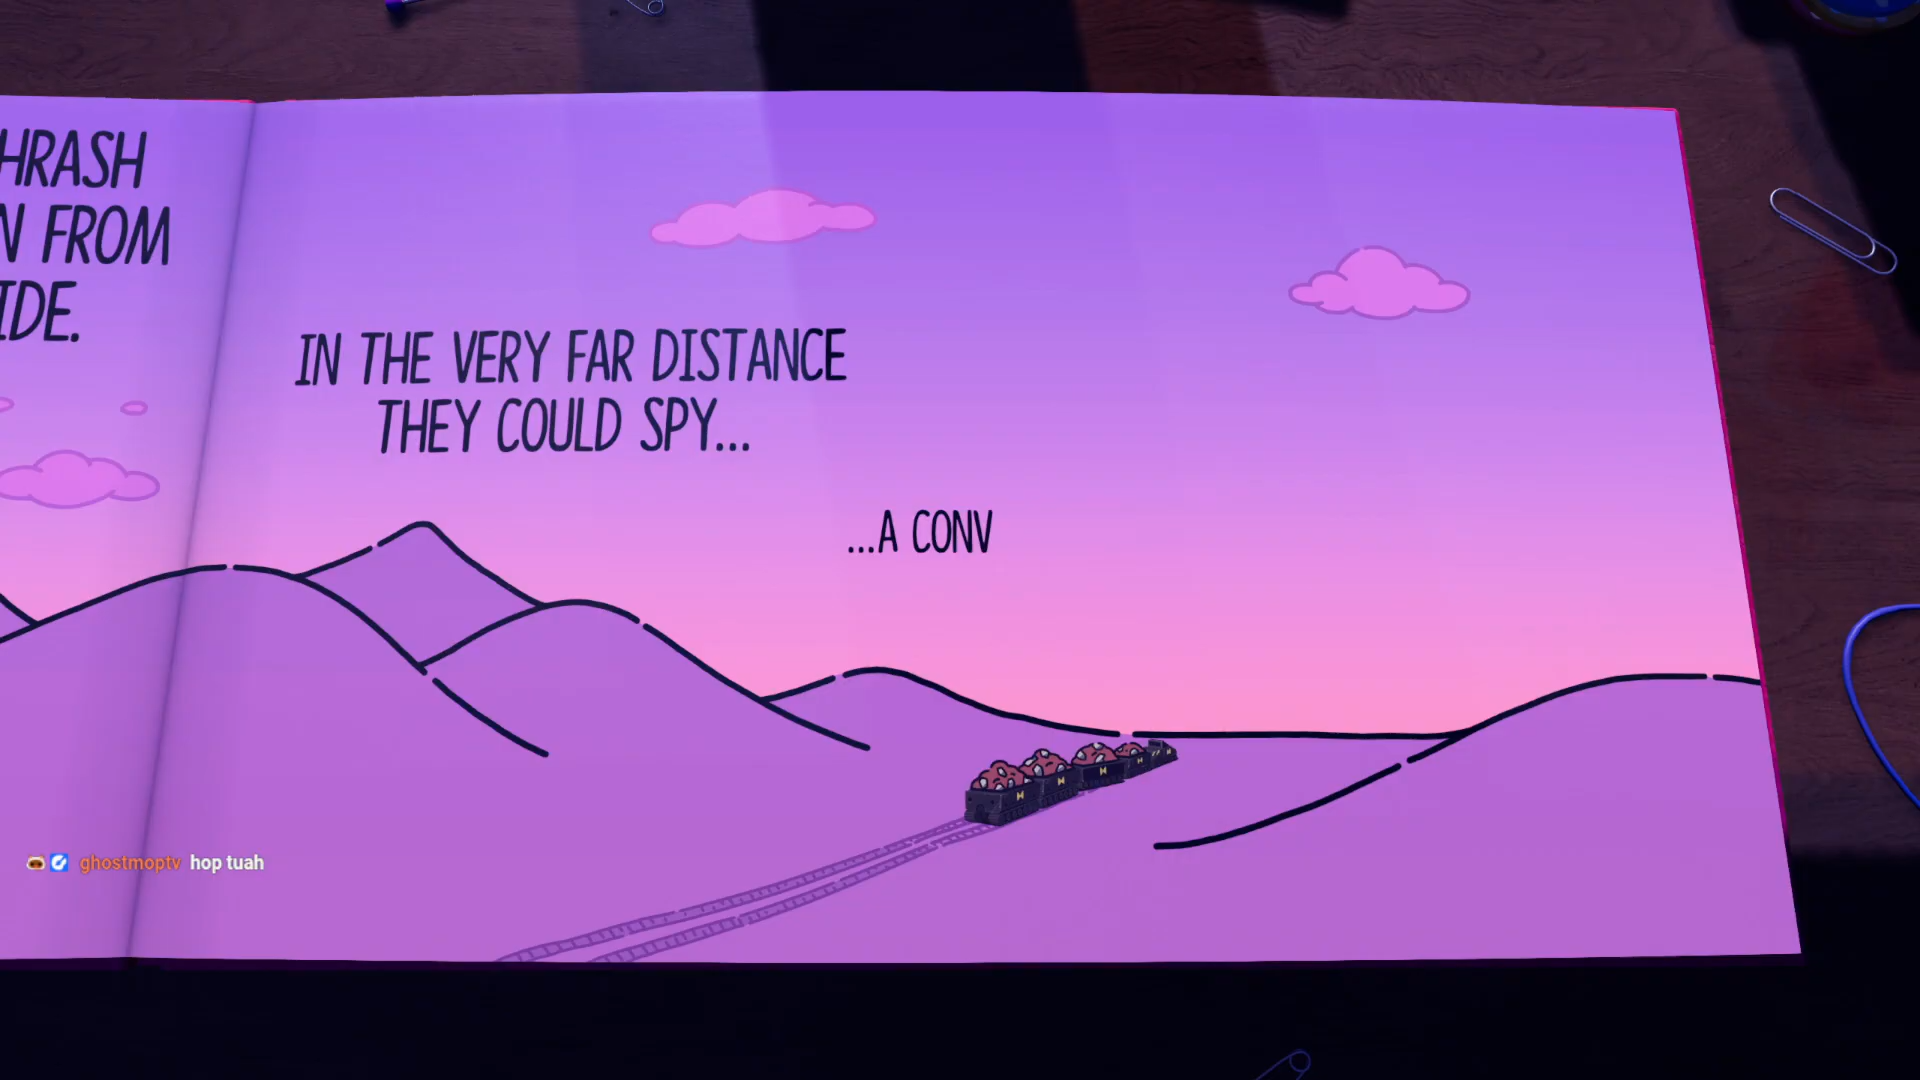 HRASH
N FROM
IDE.
IN THE VERY FAR DISTANCE
THEY COULD SPY...
...A CONV
ghostmoptv hop tuah